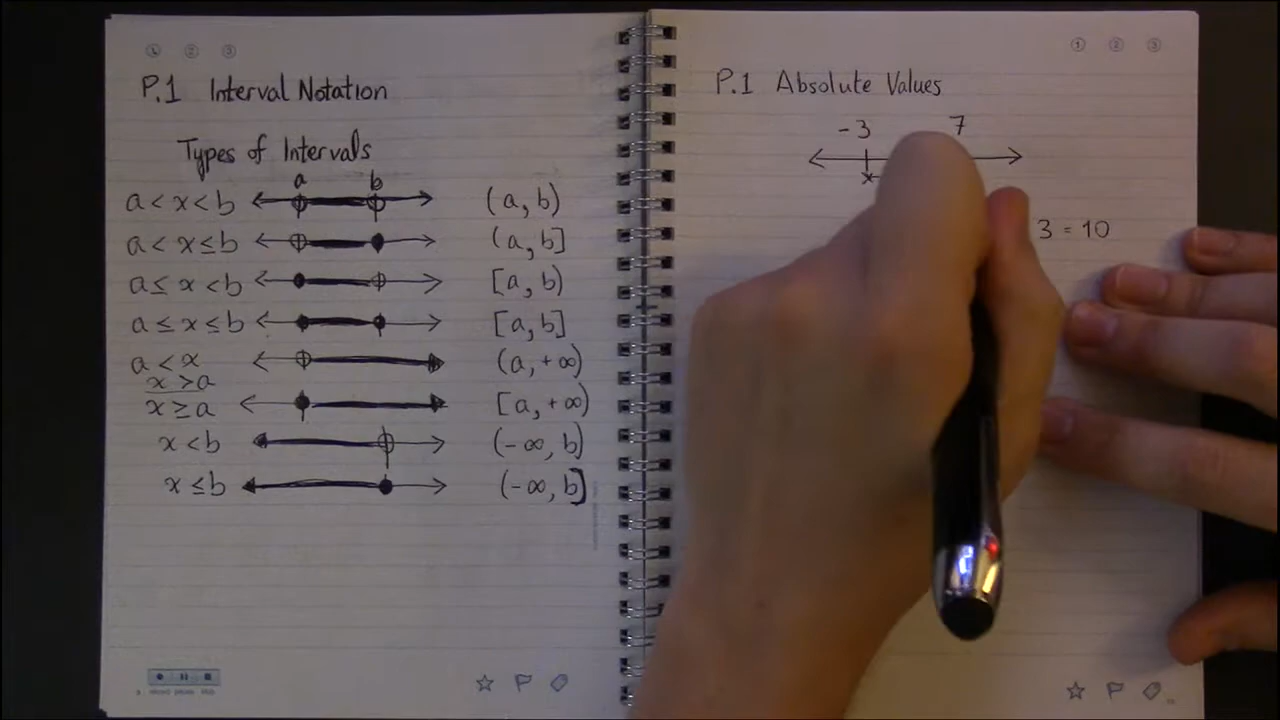 P.1 Interval Notation
Types of Intervals
a b
a < x < b (a, b)
a < x ≤ b (a, b]
a ≤ x < b [a, b)
a ≤ x ≤ b [a, b]
a < x (a, +∞)
x > a
x ≥ a [a, +∞)
x < b (-∞, b)
x ≤ b (-∞, b]
P.1 Absolute Values
-3 7
3 = 10